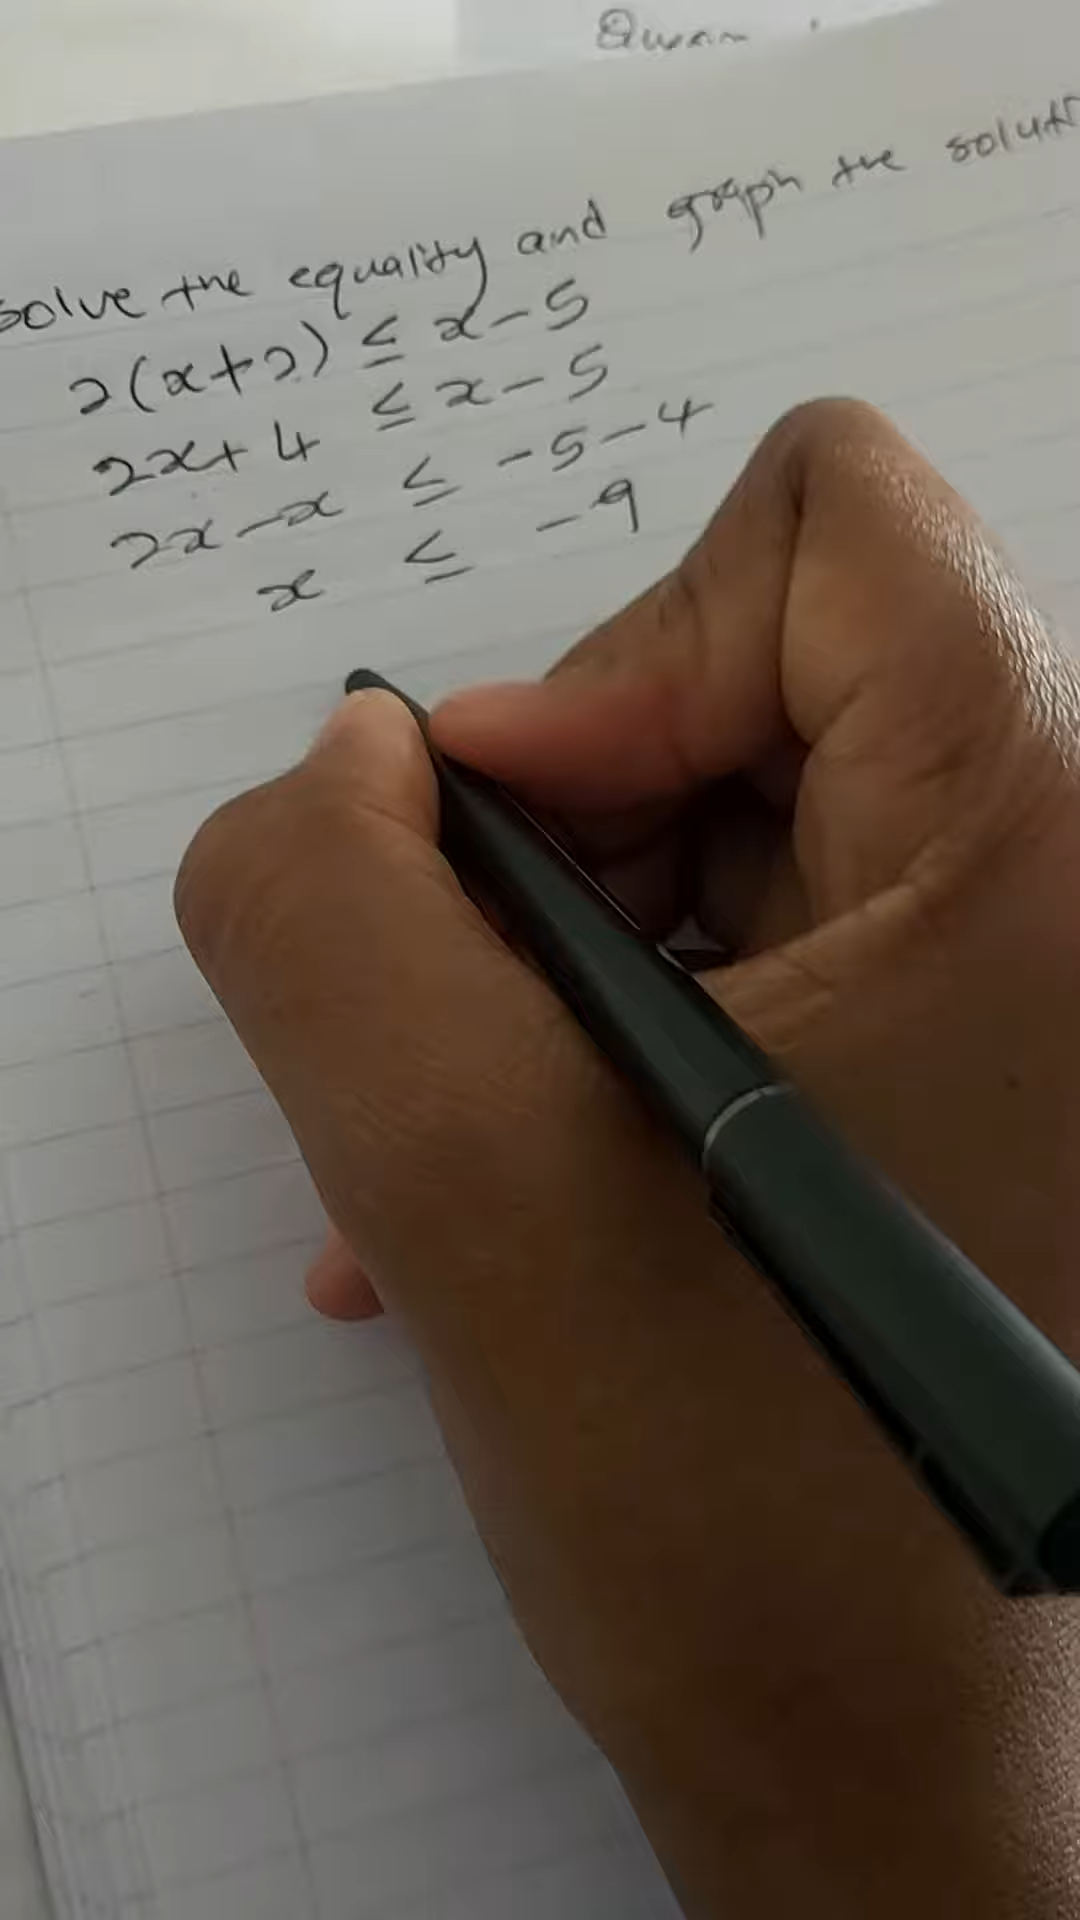 solve the equality and graph the
2(x+2) ≤ x-5
2x+4 ≤ x-5
2x-x ≤ -5-4
x ≤ -9